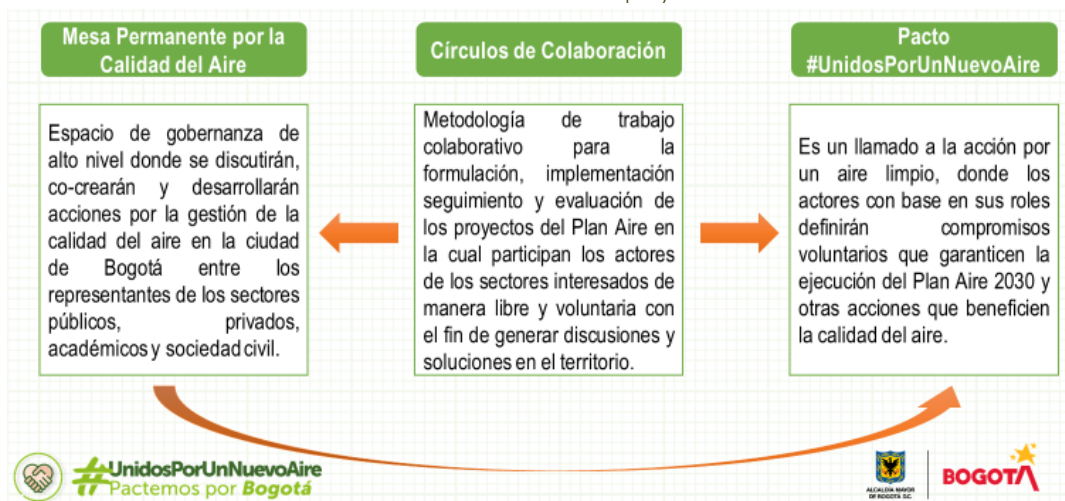 Mesa Permanente por la
Calidad del Aire
Espacio de gobernanza de
alto nivel donde se discutirán,
co-crearán y desarrollarán
acciones por la gestión de la
calidad del aire en la ciudad
de Bogotá entre los
representantes de los sectores
públicos, privados,
académicos y sociedad civil.
Círculos de Colaboración
Metodología de trabajo
colaborativo para la
formulación, implementación
seguimiento y evaluación de
los proyectos del Plan Aire en
la cual participan los actores
de los sectores interesados de
manera libre y voluntaria con
el fin de generar discusiones y
soluciones en el territorio.
Pacto
#UnidosPorUnNuevoAire
Es un llamado a la acción por
un aire limpio, donde los
actores con base en sus roles
definirán compromisos
voluntarios que garanticen la
ejecución del Plan Aire 2030 y
otras acciones que beneficien
la calidad del aire.
#UnidosPorUnNuevoAire
Pactemos por Bogotá
ALCALDÍA MAYOR
DE BOGOTÁ D.C.
BOGOTÁ